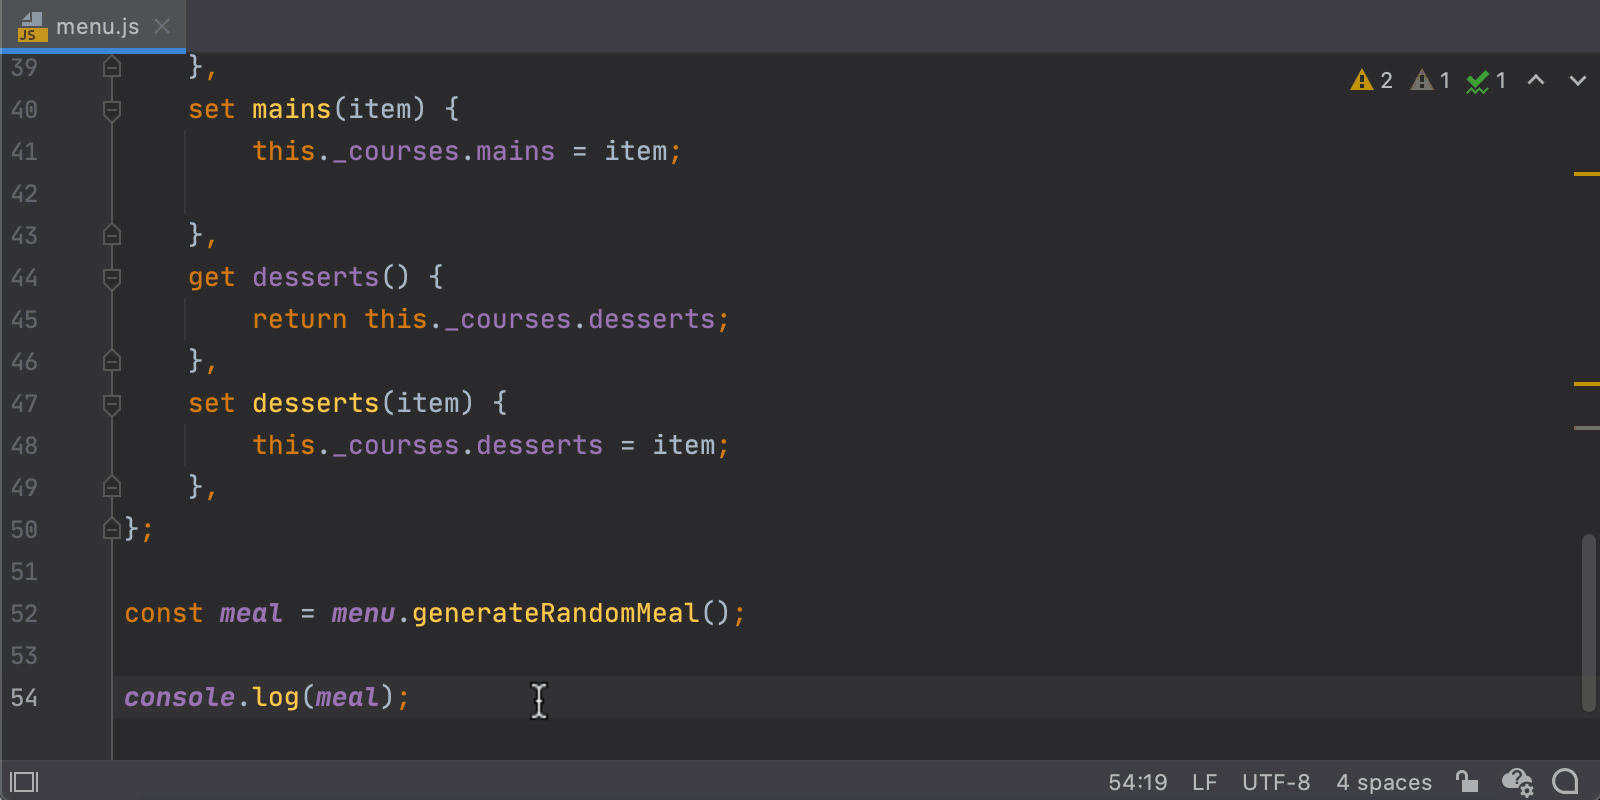 JS menu.js
39 },
2 1 1
40 set mains(item) {
41 this._courses.mains = item;
42
43 },
44 get desserts() {
45 return this._courses.desserts;
46 },
47 set desserts(item) {
48 this._courses.desserts = item;
49 },
50 };
51
52 const meal = menu.generateRandomMeal();
53
54 console.log(meal);
54:19 LF UTF-8 4 spaces